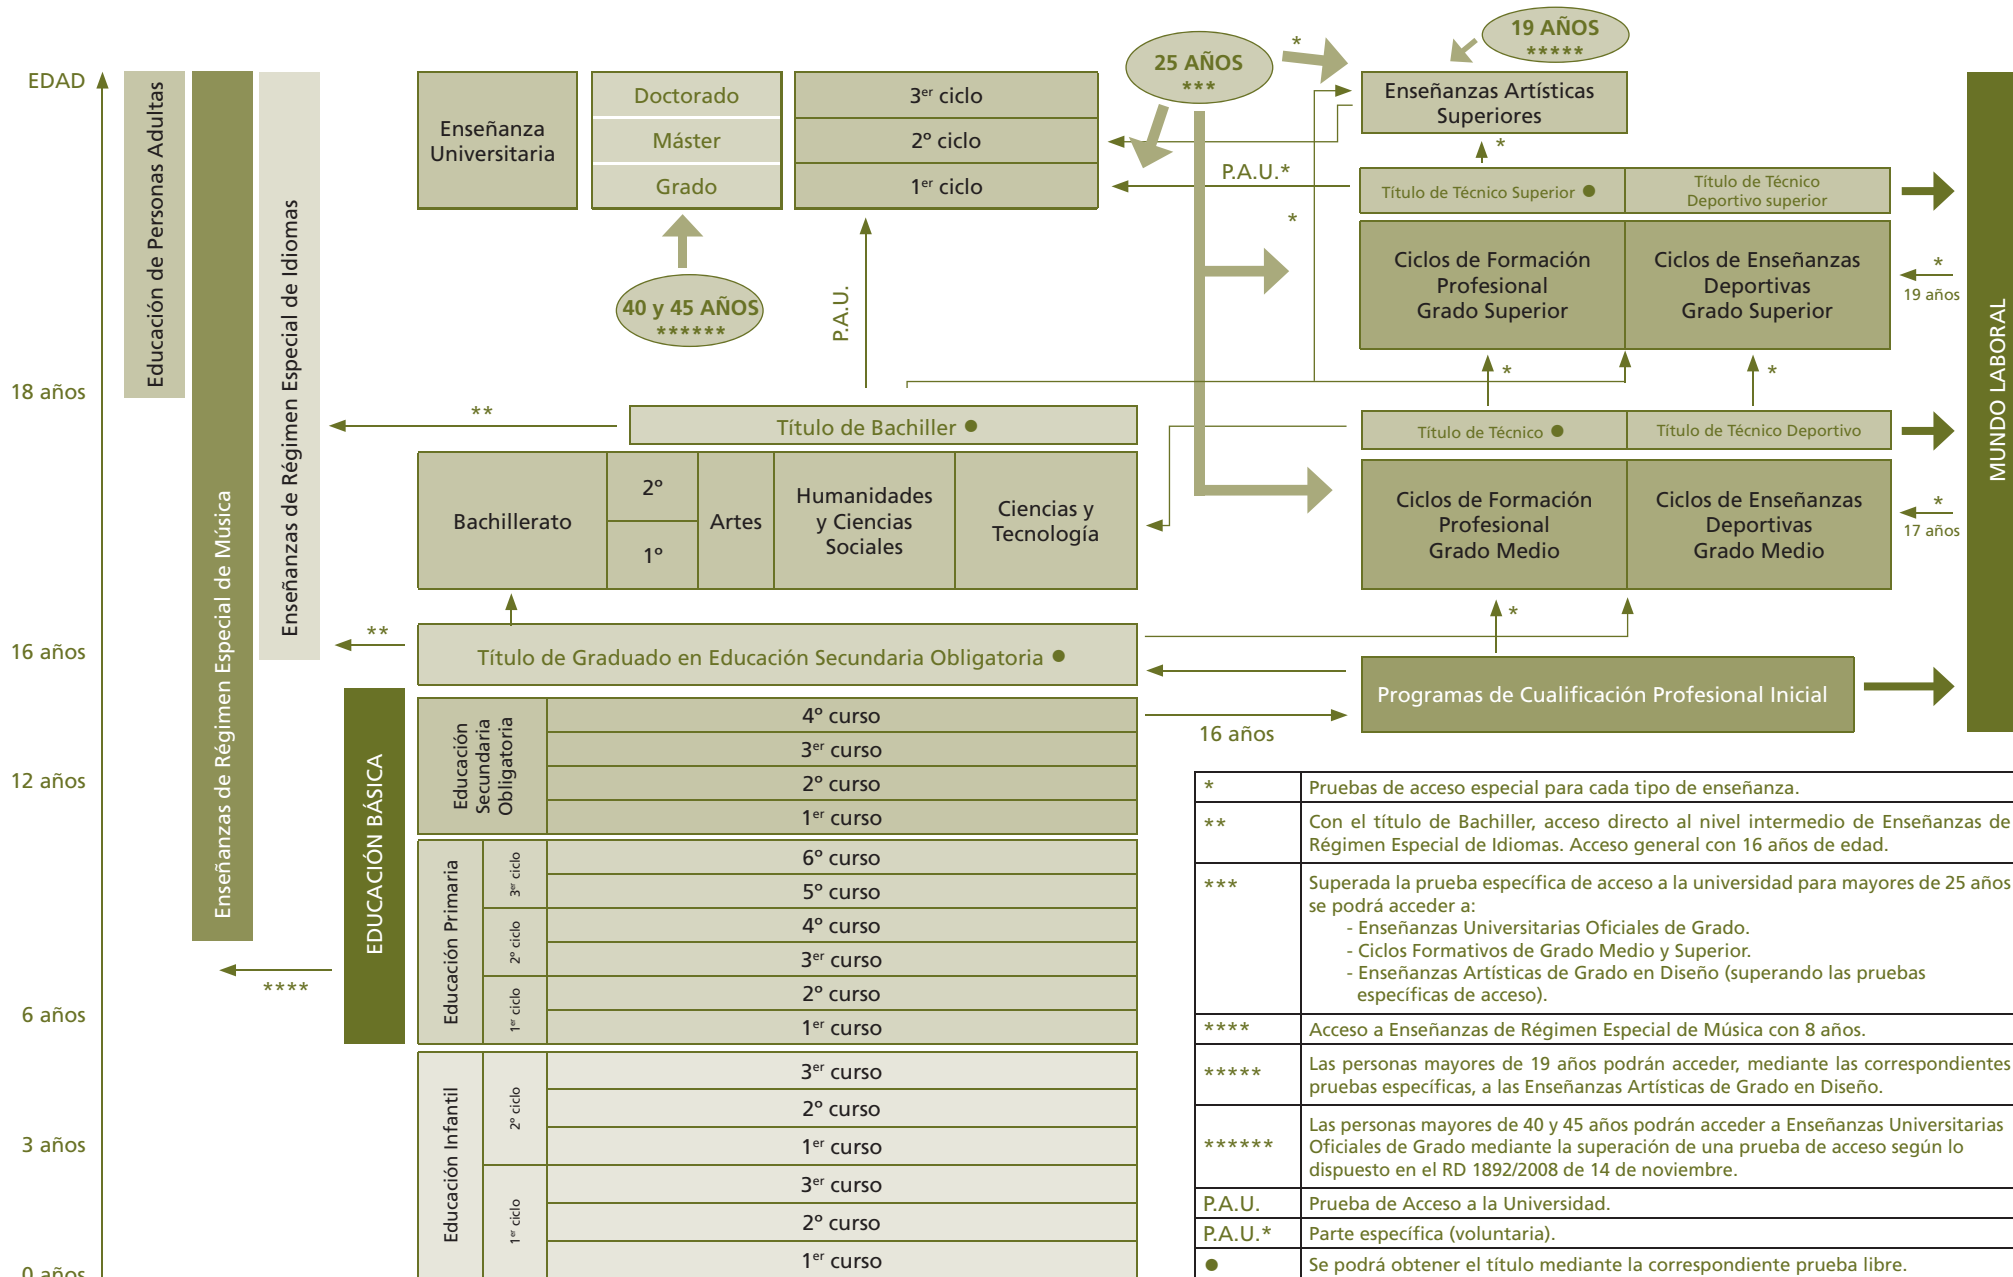 EDAD
18 años
16 años
12 años
6 años
3 años
0 años
Educación de Personas Adultas
Enseñanzas de Régimen Especial de Música
Enseñanzas de Régimen Especial de Idiomas
EDUCACIÓN BÁSICA
Enseñanza
Universitaria
Doctorado
Máster
Grado
3er ciclo
2º ciclo
1er ciclo
25 AÑOS
***
*
19 AÑOS
*****
Enseñanzas Artísticas
Superiores
*
P.A.U.*
*
Título de Técnico Superior ●
Título de Técnico
Deportivo superior
40 y 45 AÑOS
******
P.A.U.
Ciclos de Formación
Profesional
Grado Superior
Ciclos de Enseñanzas
Deportivas
Grado Superior
*
19 años
*
*
MUNDO LABORAL
**
Título de Bachiller ●
Título de Técnico ●
Título de Técnico Deportivo
Bachillerato
2º
1º
Artes
Humanidades
y Ciencias
Sociales
Ciencias y
Tecnología
Ciclos de Formación
Profesional
Grado Medio
Ciclos de Enseñanzas
Deportivas
Grado Medio
*
17 años
*
**
Título de Graduado en Educación Secundaria Obligatoria ●
Programas de Cualificación Profesional Inicial
16 años
Educación
Secundaria
Obligatoria
4º curso
3er curso
2º curso
1er curso
Educación Primaria
3er ciclo
6º curso
5º curso
2º ciclo
4º curso
3er curso
1er ciclo
2º curso
1er curso
****
Educación Infantil
2º ciclo
3er curso
2º curso
1er curso
1er ciclo
3er curso
2º curso
1er curso
* Pruebas de acceso especial para cada tipo de enseñanza.
** Con el título de Bachiller, acceso directo al nivel intermedio de Enseñanzas de
Régimen Especial de Idiomas. Acceso general con 16 años de edad.
*** Superada la prueba específica de acceso a la universidad para mayores de 25 años
se podrá acceder a:
- Enseñanzas Universitarias Oficiales de Grado.
- Ciclos Formativos de Grado Medio y Superior.
- Enseñanzas Artísticas de Grado en Diseño (superando las pruebas
específicas de acceso).
**** Acceso a Enseñanzas de Régimen Especial de Música con 8 años.
***** Las personas mayores de 19 años podrán acceder, mediante las correspondientes
pruebas específicas, a las Enseñanzas Artísticas de Grado en Diseño.
****** Las personas mayores de 40 y 45 años podrán acceder a Enseñanzas Universitarias
Oficiales de Grado mediante la superación de una prueba de acceso según lo
dispuesto en el RD 1892/2008 de 14 de noviembre.
P.A.U. Prueba de Acceso a la Universidad.
P.A.U.* Parte específica (voluntaria).
● Se podrá obtener el título mediante la correspondiente prueba libre.